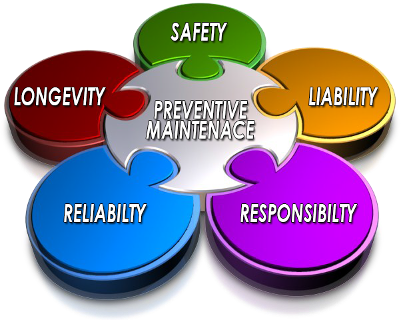 SAFETY
LONGEVITY
LIABILITY
PREVENTIVE
MAINTENACE
RELIABILTY
RESPONSIBILTY